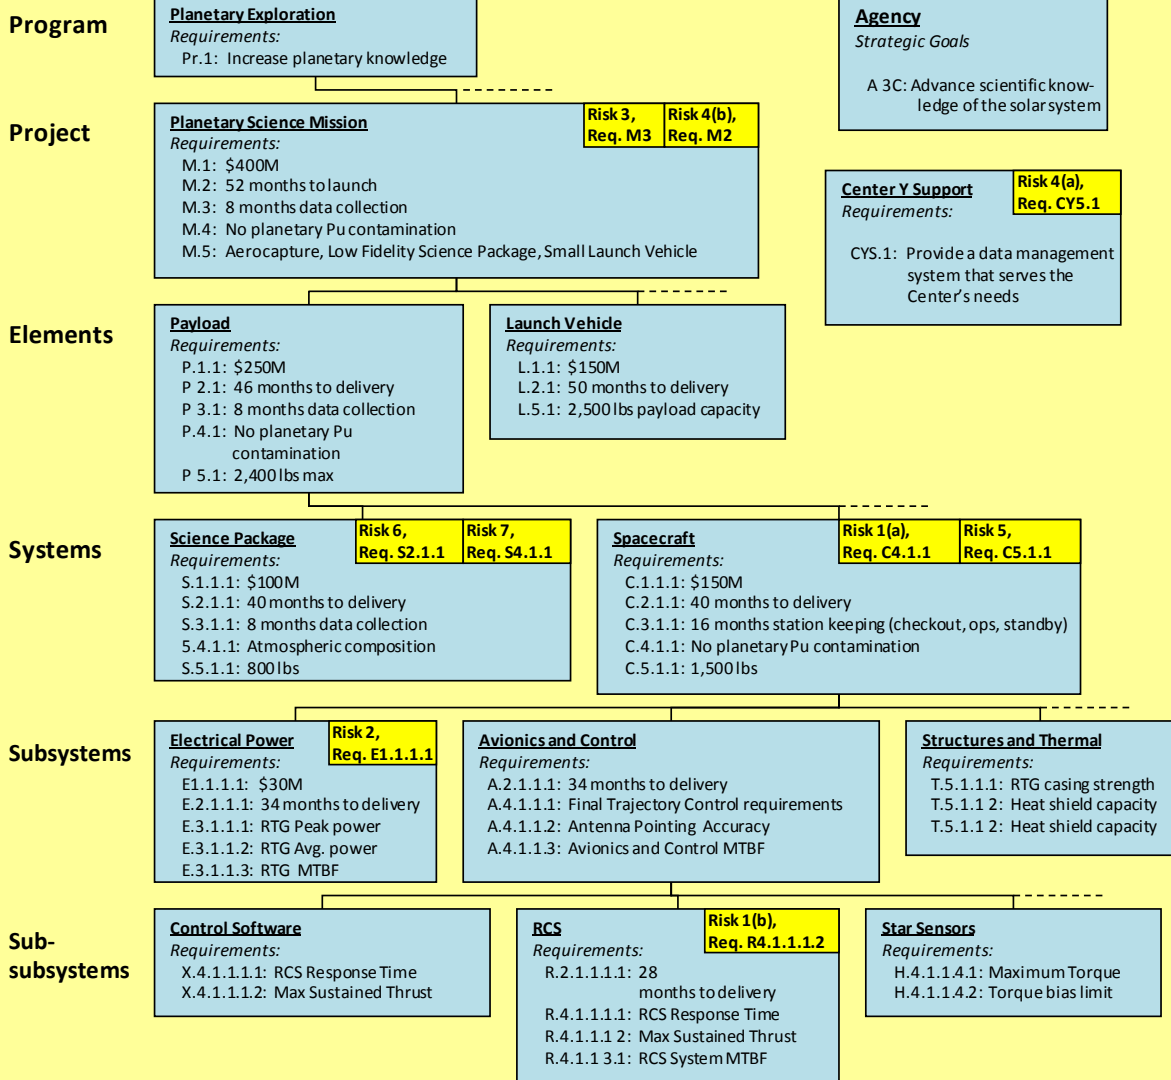 Program
Planetary Exploration
Requirements:
Pr.1: Increase planetary knowledge
Agency
Strategic Goals
A 3C: Advance scientific know-
ledge of the solar system
Project
Planetary Science Mission
Risk 3,
Req. M3
Risk 4(b),
Req. M2
Requirements:
M.1: $400M
M.2: 52 months to launch
M.3: 8 months data collection
M.4: No planetary Pu contamination
M.5: Aerocapture, Low Fidelity Science Package, Small Launch Vehicle
Center Y Support
Risk 4(a),
Req. CY5.1
Requirements:
CYS.1: Provide a data management
system that serves the
Center's needs
Elements
Payload
Requirements:
P.1.1: $250M
P 2.1: 46 months to delivery
P 3.1: 8 months data collection
P.4.1: No planetary Pu
contamination
P 5.1: 2,400 lbs max
Launch Vehicle
Requirements:
L.1.1: $150M
L.2.1: 50 months to delivery
L.5.1: 2,500 lbs payload capacity
Systems
Science Package
Risk 6,
Req. S2.1.1
Risk 7,
Req. S4.1.1
Requirements:
S.1.1.1: $100M
S.2.1.1: 40 months to delivery
S.3.1.1: 8 months data collection
5.4.1.1: Atmospheric composition
S.5.1.1: 800 lbs
Spacecraft
Risk 1(a),
Req. C4.1.1
Risk 5,
Req. C5.1.1
Requirements:
C.1.1.1: $150M
C.2.1.1: 40 months to delivery
C.3.1.1: 16 months station keeping (checkout, ops, standby)
C.4.1.1: No planetary Pu contamination
C.5.1.1: 1,500 lbs
Subsystems
Electrical Power
Risk 2,
Req. E1.1.1.1
Requirements:
E1.1.1.1: $30M
E.2.1.1.1: 34 months to delivery
E.3.1.1.1: RTG Peak power
E.3.1.1.2: RTG Avg. power
E.3.1.1.3: RTG MTBF
Avionics and Control
Requirements:
A.2.1.1.1: 34 months to delivery
A.4.1.1.1: Final Trajectory Control requirements
A.4.1.1.2: Antenna Pointing Accuracy
A.4.1.1.3: Avionics and Control MTBF
Structures and Thermal
Requirements:
T.5.1.1.1: RTG casing strength
T.5.1.1 2: Heat shield capacity
T.5.1.1 2: Heat shield capacity
Sub-
subsystems
Control Software
Requirements:
X.4.1.1.1.1: RCS Response Time
X.4.1.1.1.2: Max Sustained Thrust
RCS
Risk 1(b),
Req. R4.1.1.1.2
Requirements:
R.2.1.1.1.1: 28
months to delivery
R.4.1.1.1.1: RCS Response Time
R.4.1.1.1 2: Max Sustained Thrust
R.4.1.1 3.1: RCS System MTBF
Star Sensors
Requirements:
H.4.1.1.4.1: Maximum Torque
H.4.1.1.4.2: Torque bias limit